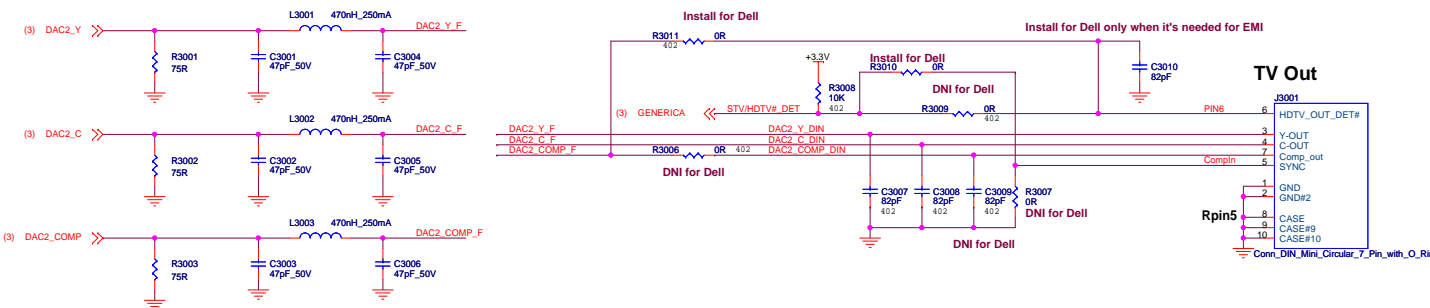 L3001 470nH_250mA
(3) DAC2_Y
DAC2_Y_F
R3001
75R
C3001
47pF_50V
C3004
47pF_50V
L3002 470nH_250mA
(3) DAC2_C
DAC2_C_F
R3002
75R
C3002
47pF_50V
C3005
47pF_50V
L3003 470nH_250mA
(3) DAC2_COMP
DAC2_COMP_F
R3003
75R
C3003
47pF_50V
C3006
47pF_50V
Install for Dell
R3011 0R
402
Install for Dell only when it's needed for EMI
+3.3V
Install for Dell
R3010 0R
C3010
82pF
R3008
10K
402
DNI for Dell
R3009 0R
402
(3) GENERICA
STV/HDTV#_DET
PIN6
DAC2_Y_F
DAC2_Y_DIN
DAC2_C_F
DAC2_C_DIN
DAC2_COMP_F
R3006 0R 402
DAC2_COMP_DIN
DNI for Dell
CompIn
C3007
82pF
402
C3008
82pF
402
C3009
82pF
402
R3007
0R
DNI for Dell
DNI for Dell
TV Out
J3001
6 HDTV_OUT_DET#
3 Y-OUT
4 C-OUT
7 Comp_out
5 SYNC
1 GND
2 GND#2
Rpin5
8 CASE
9 CASE#9
10 CASE#10
Conn_DIN_Mini_Circular_7_Pin_with_O_Ri